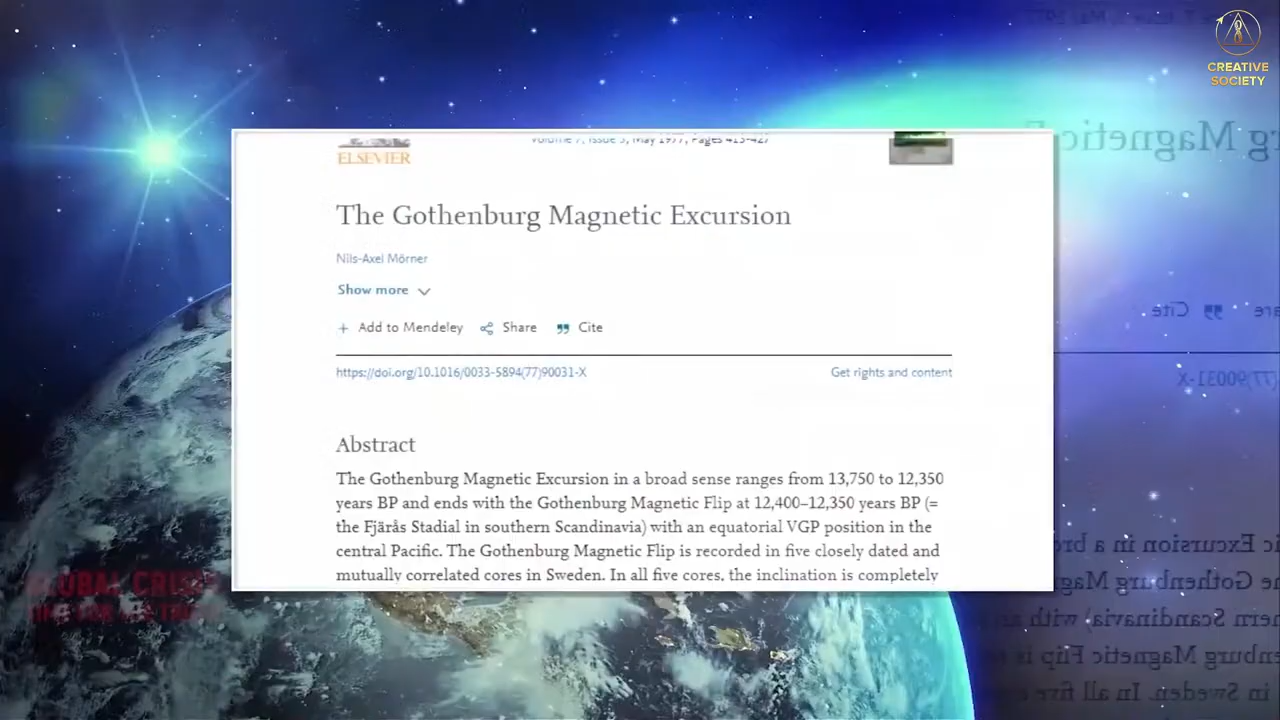 CREATIVE
SOCIETY
ELSEVIER
Volume 7, Issue 3, May 1977, Pages 413-427
The Gothenburg Magnetic Excursion
Nils-Axel Mörner
Show more
+ Add to Mendeley Share Cite
https://doi.org/10.1016/0033-5894(77)90031-X
Get rights and content
Abstract
The Gothenburg Magnetic Excursion in a broad sense ranges from 13,750 to 12,350
years BP and ends with the Gothenburg Magnetic Flip at 12,400–12,350 years BP (=
the Fjärås Stadial in southern Scandinavia) with an equatorial VGP position in the
central Pacific. The Gothenburg Magnetic Flip is recorded in five closely dated and
mutually correlated cores in Sweden. In all five cores, the inclination is completely
GLOBAL CRISIS